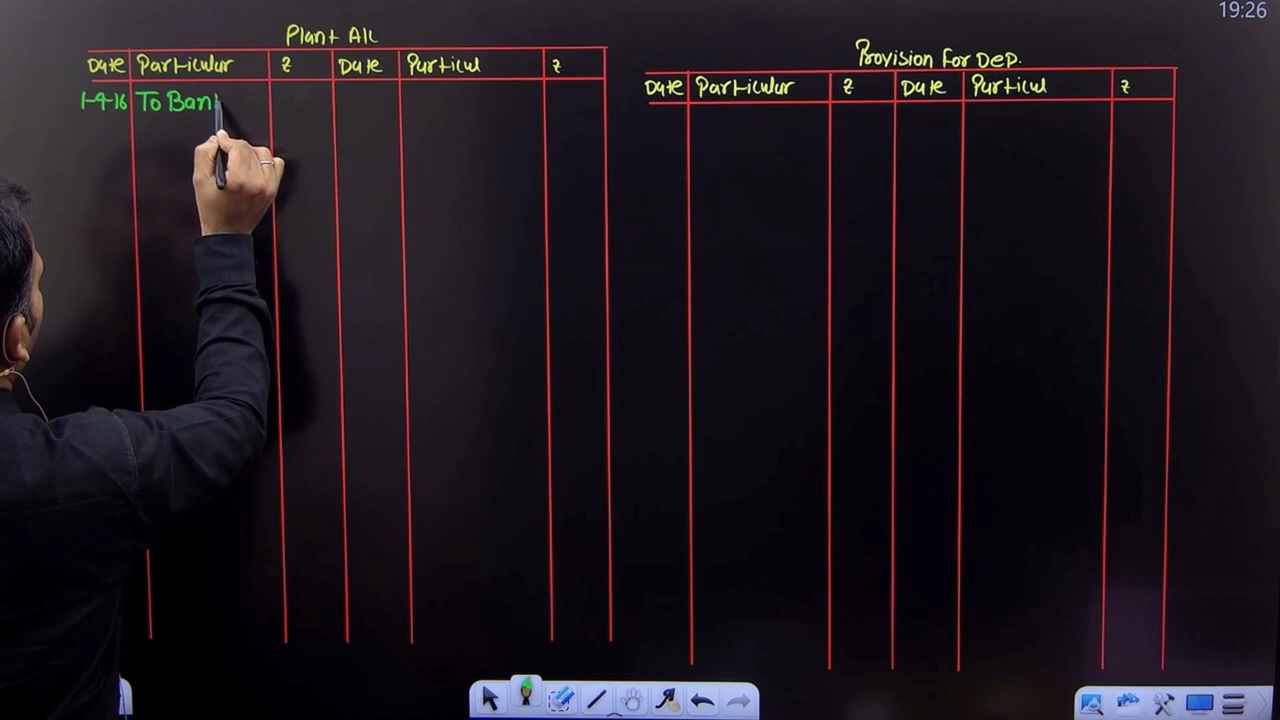 19:26
Plant A/c
Date Particular ₹ Date Particul ₹
1-4-16 To Ban
Provision For Dep.
Date Particular ₹ Date Particul ₹